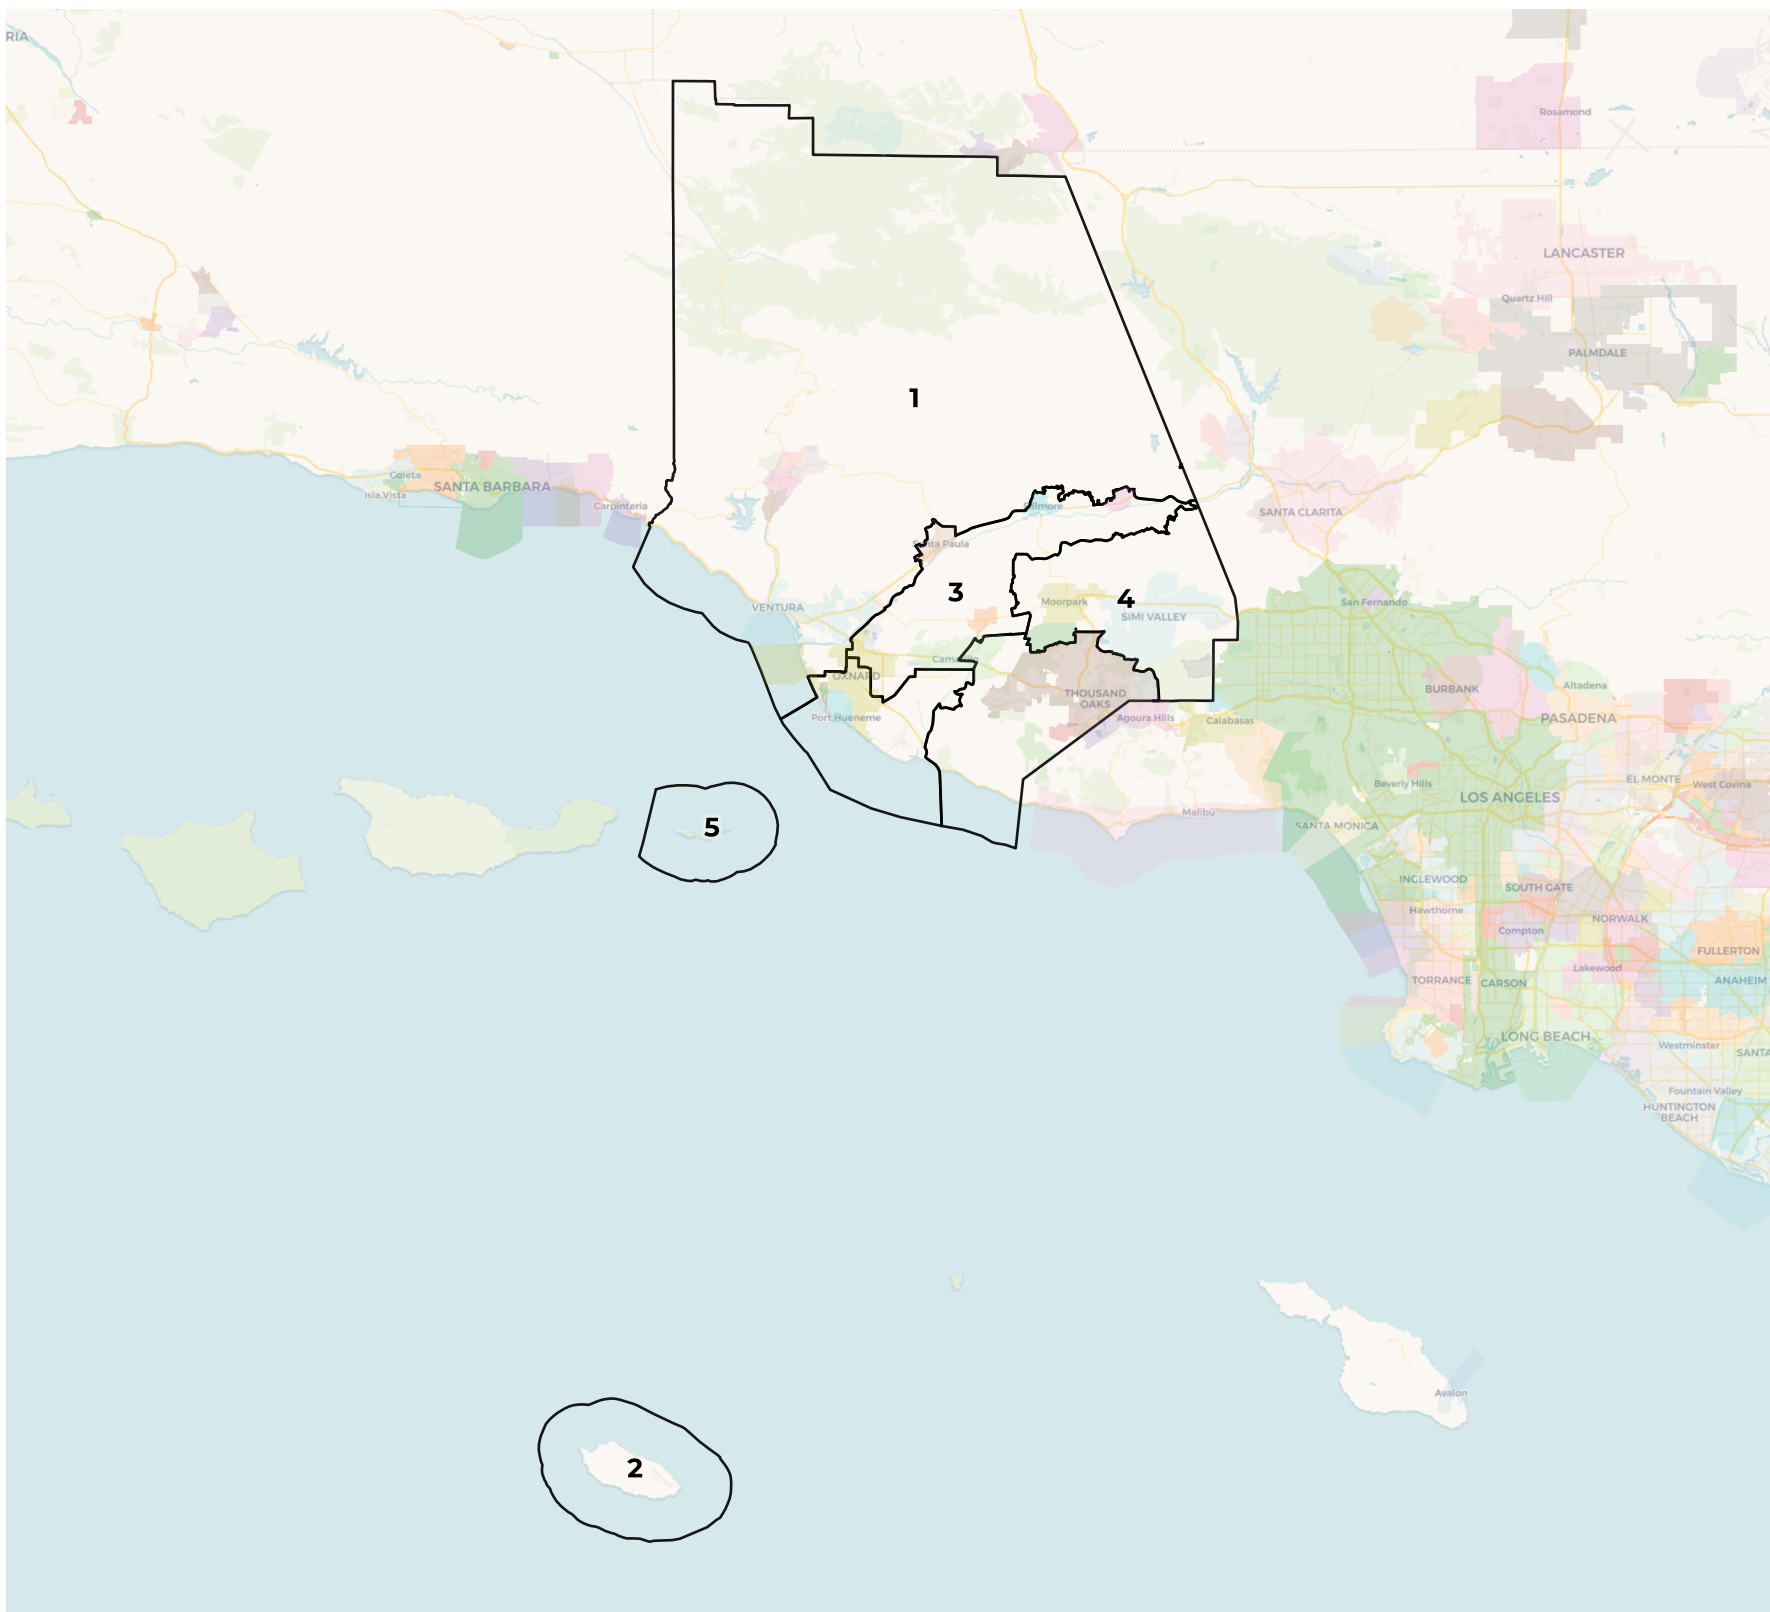 RIA
Rosamond
LANCASTER
Quartz Hill
PALMDALE
1
Goleta
SANTA BARBARA
Isla Vista
Carpinteria
Fillmore
SANTA CLARITA
Santa Paula
3
4
Moorpark
SIMI VALLEY
San Fernando
VENTURA
Camarillo
OXNARD
THOUSAND
OAKS
Port Hueneme
Agoura Hills
Calabasas
BURBANK
Altadena
PASADENA
EL MONTE
West Covina
Beverly Hills
LOS ANGELES
Malibu
SANTA MONICA
5
INGLEWOOD
SOUTH GATE
Hawthorne
NORWALK
Compton
FULLERTON
Lakewood
TORRANCE
CARSON
ANAHEIM
LONG BEACH
Westminster
SANTA
Fountain Valley
HUNTINGTON
BEACH
Avalon
2